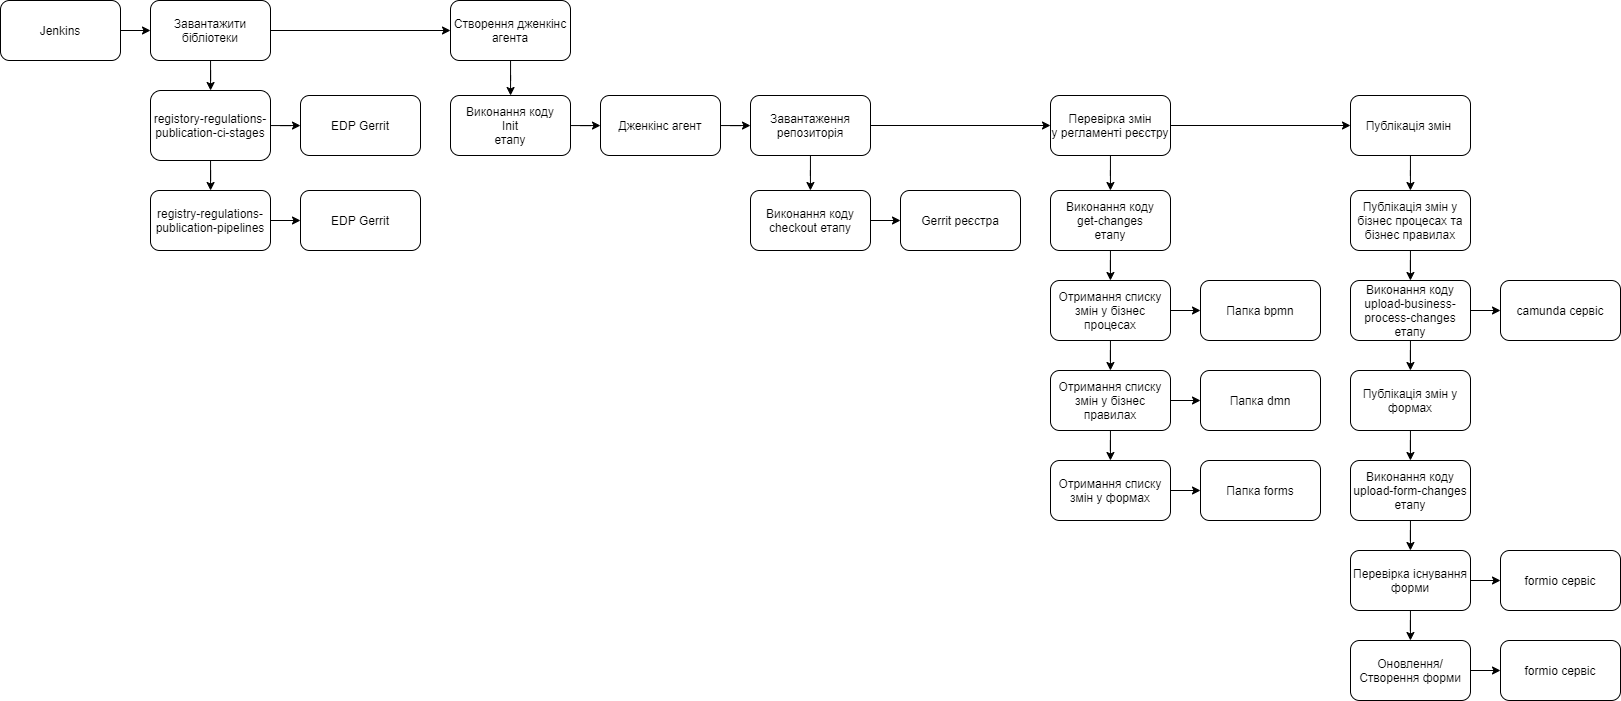 Jenkins
Завантажити
бібліотеки
Створення дженкінс
агента
registory-regulations-
publication-ci-stages
EDP Gerrit
registry-regulations-
publication-pipelines
EDP Gerrit
Виконання коду
Init
етапу
Дженкінс агент
Завантаження
репозиторія
Перевірка змін
у регламенті реєстру
Публікація змін
Виконання коду
checkout етапу
Gerrit реєстра
Виконання коду
get-changes
етапу
Публікація змін у
бізнес процесах та
бізнес правилах
Отримання списку
змін у бізнес
процесах
Папка bpmn
Виконання коду
upload-business-
process-changes
етапу
camunda сервіс
Отримання списку
змін у бізнес
правилах
Папка dmn
Публікація змін у
формах
Отримання списку
змін у формах
Папка forms
Виконання коду
upload-form-changes
етапу
Перевірка існування
форми
formio сервіс
Оновлення/
Створення форми
formio сервіс